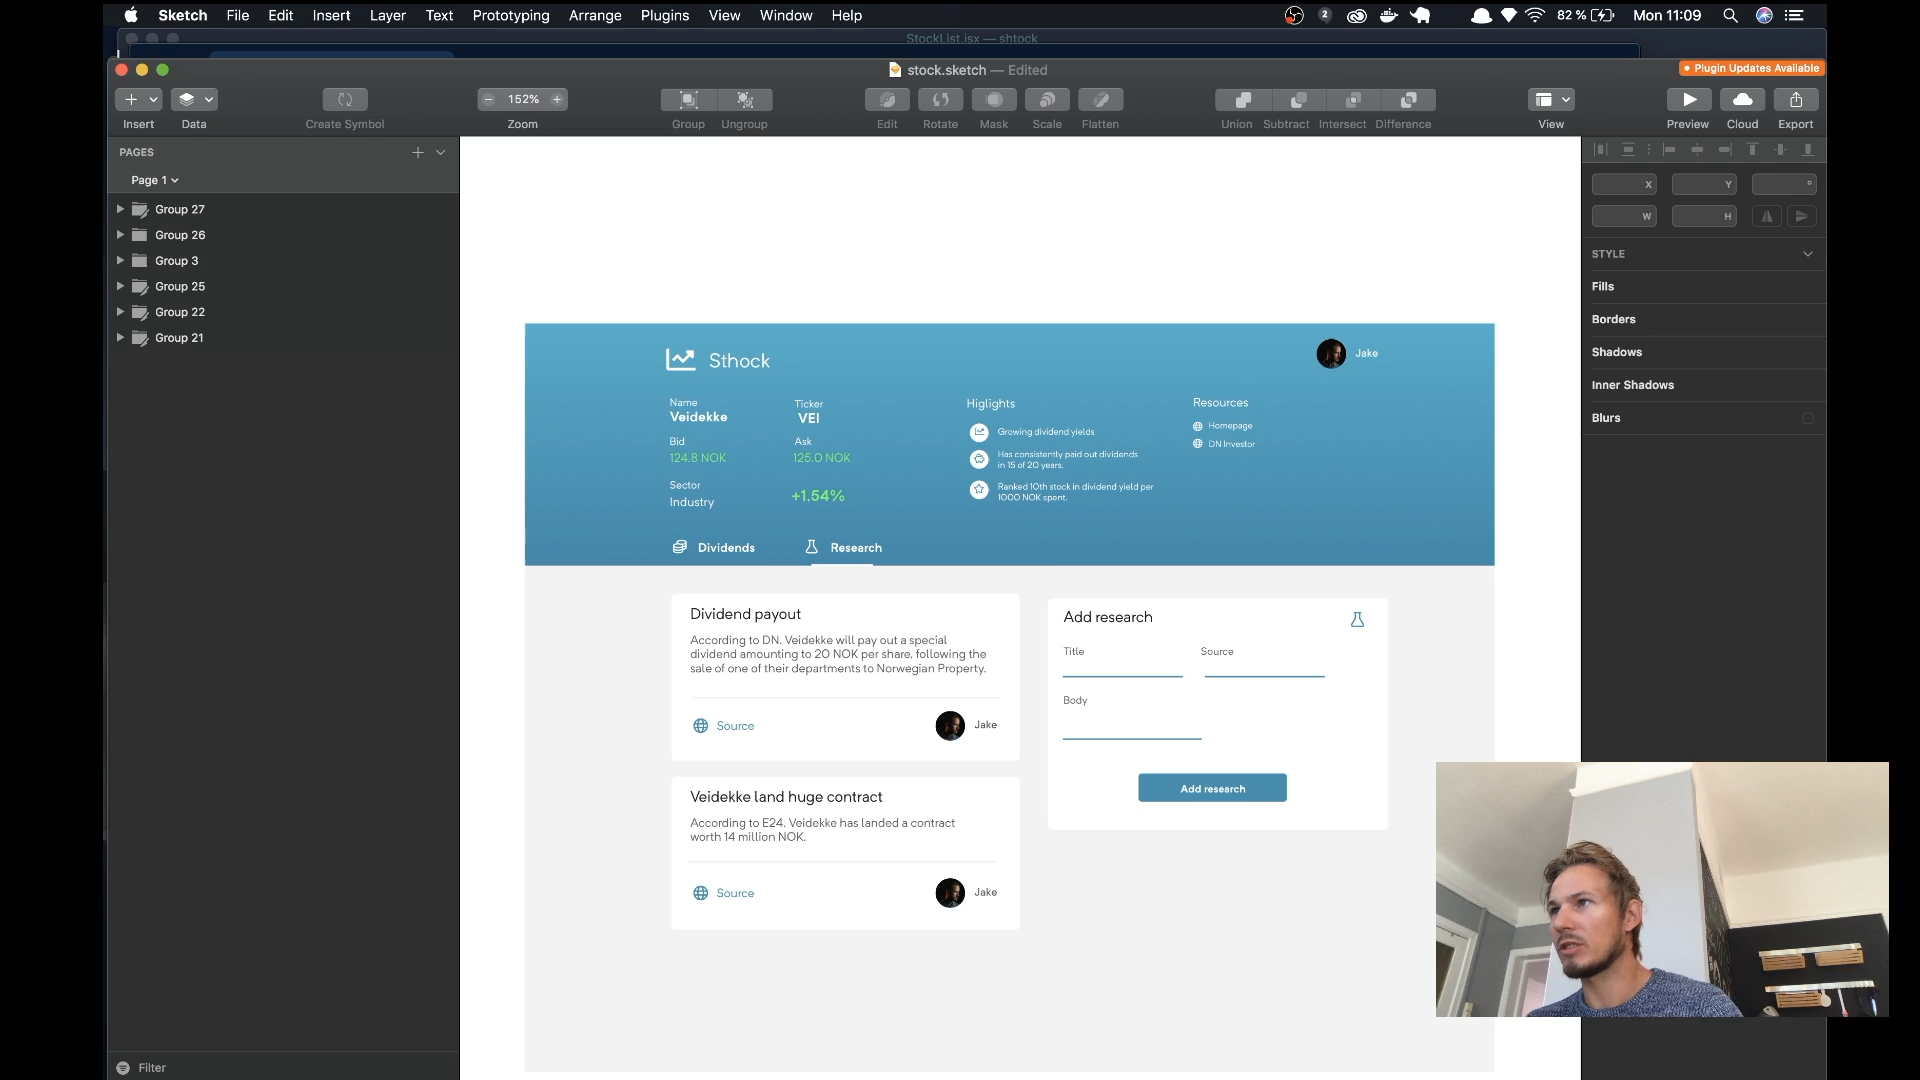 Sketch File Edit Insert Layer Text Prototyping Arrange Plugins View Window Help
2 82 % Mon 11:09
StockList.jsx — shtock
stock.sketch — Edited
Plugin Updates Available
152%
Insert Data Create Symbol Zoom Group Ungroup Edit Rotate Mask Scale Flatten Union Subtract Intersect Difference View Preview Cloud Export
PAGES
Page 1
Group 27
Group 26
Group 3
Group 25
Group 22
Group 21
Filter
Sthock
Jake
Name
Veidekke
Ticker
VEI
Bid
124.8 NOK
Ask
125.0 NOK
Sector
Industry
+1,54%
Higlights
Growing dividend yields
Has consistently paid out dividends
in 15 of 20 years.
Ranked 10th stock in dividend yield per
1000 NOK spent.
Resources
Homepage
DN Investor
Dividends
Research
Dividend payout
According to DN. Veidekke will pay out a special
dividend amounting to 20 NOK per share, following the
sale of one of their departments to Norwegian Property.
Source
Jake
Veidekke land huge contract
According to E24. Veidekke has landed a contract
worth 14 million NOK.
Source
Jake
Add research
Title
Source
Body
Add research
X Y °
W H
STYLE
Fills
Borders
Shadows
Inner Shadows
Blurs